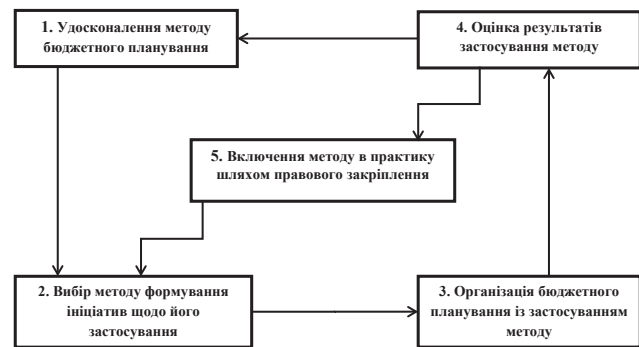 1. Удосконалення методу
бюджетного планування
4. Оцінка результатів
застосування методу
5. Включення методу в практику
шляхом правового закріплення
2. Вибір методу формування
ініціатив щодо його
застосування
3. Організація бюджетного
планування із застосуванням
методу